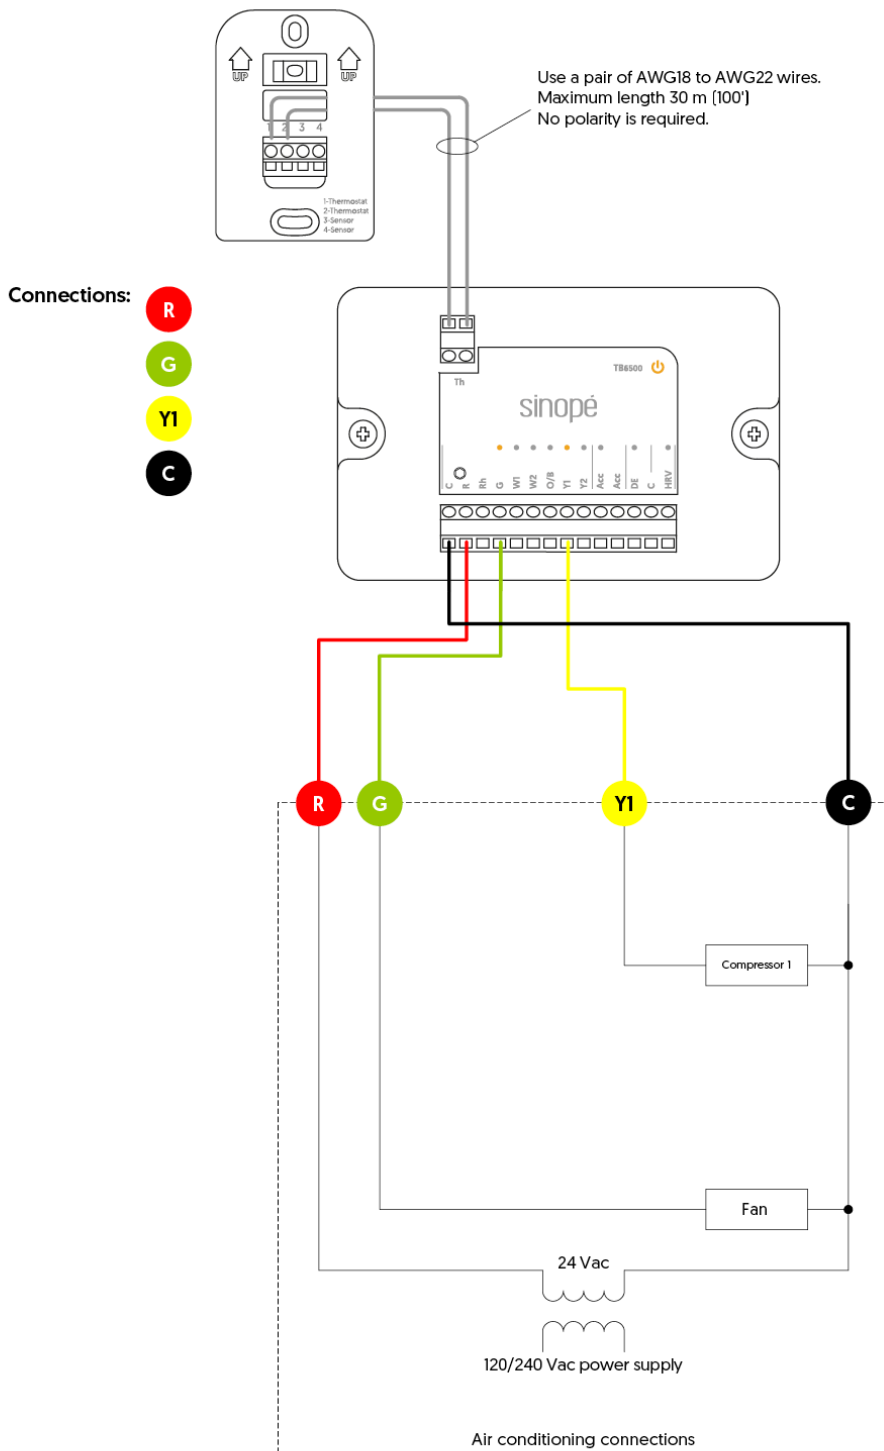 UP
UP
Use a pair of AWG18 to AWG22 wires.
Maximum length 30 m (100')
No polarity is required.
1 2 3 4
1-Thermostat
2-Thermostat
3-Sensor
4-Sensor
Connections:
R
G
Y1
C
TB6500
Th
sinopé
C R Rh G W1 W2 O/B Y1 Y2 Acc Acc DE C HRV
R G Y1 C
Compressor 1
Fan
24 Vac
120/240 Vac power supply
Air conditioning connections